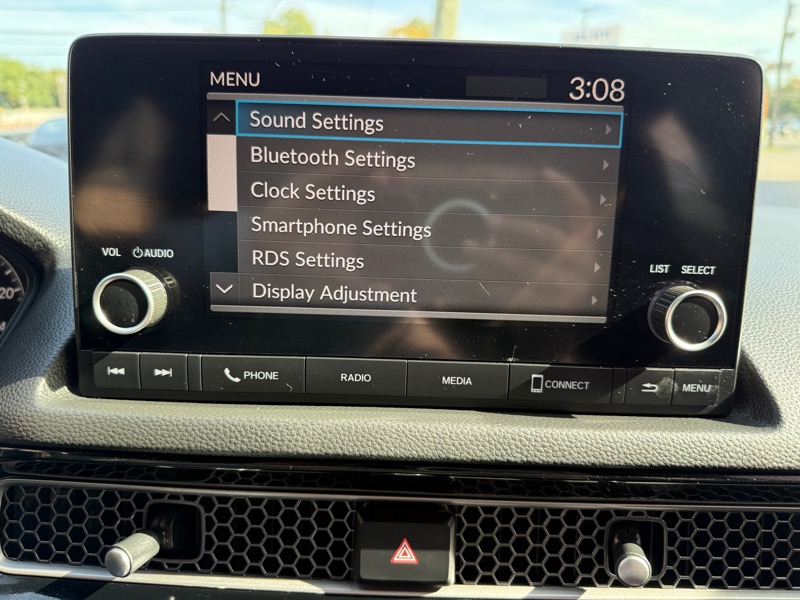 MENU 3:08
Sound Settings
Bluetooth Settings
Clock Settings
Smartphone Settings
RDS Settings
Display Adjustment
VOL AUDIO
LIST SELECT
20
PHONE RADIO MEDIA CONNECT MENU